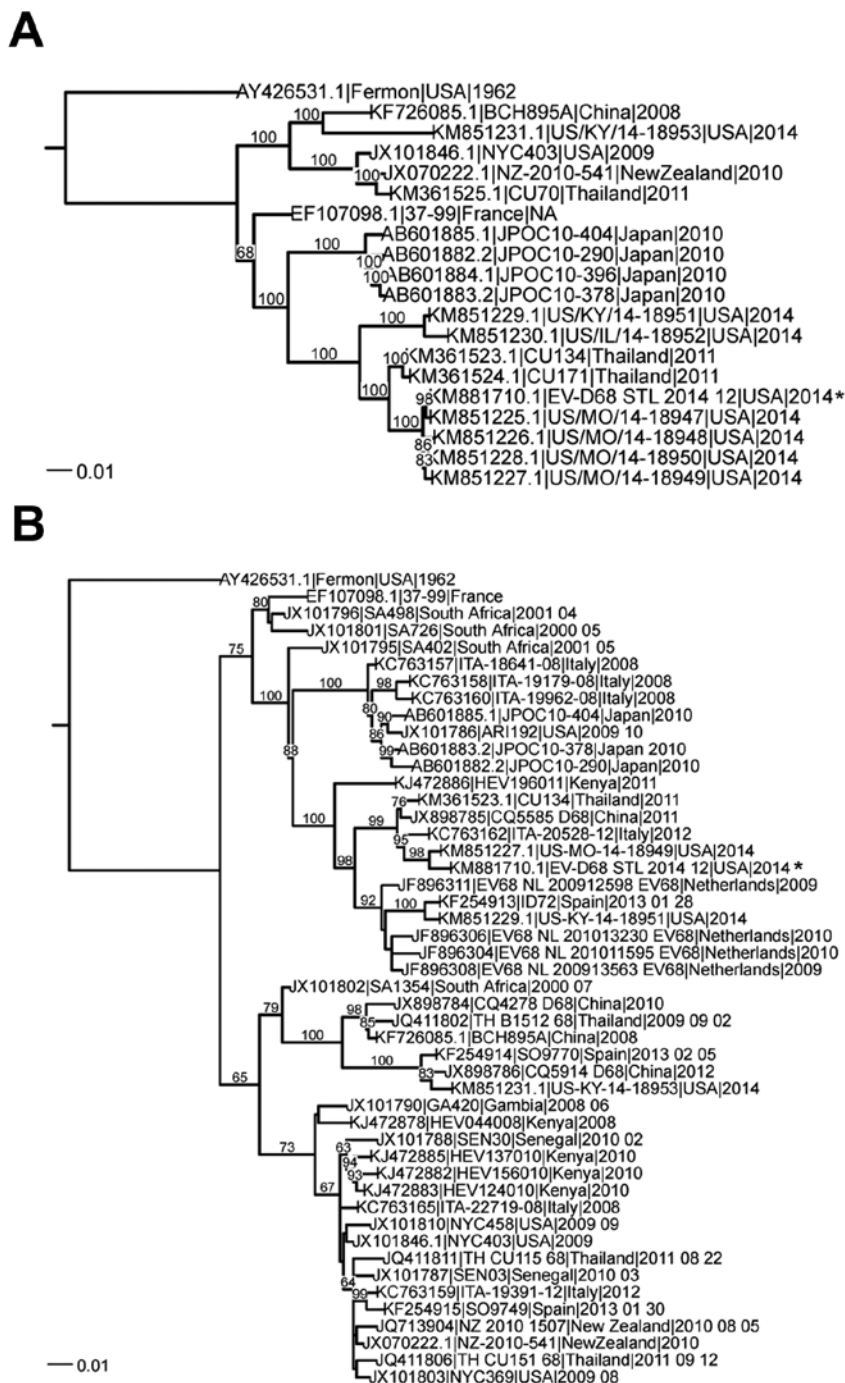 A
AY426531.1|Fermon|USA|1962
KF726085.1|BCH895A|China|2008
100
KM851231.1|US/KY/14-18953|USA|2014
100
JX101846.1|NYC403|USA|2009
100
JX070222.1|NZ-2010-541|NewZealand|2010
100
KM361525.1|CU70|Thailand|2011
EF107098.1|37-99|France|NA
AB601885.1|JPOC10-404|Japan|2010
100
68
AB601882.2|JPOC10-290|Japan|2010
100
AB601884.1|JPOC10-396|Japan|2010
100
AB601883.2|JPOC10-378|Japan|2010
100
KM851229.1|US/KY/14-18951|USA|2014
100
KM851230.1|US/IL/14-18952|USA|2014
KM361523.1|CU134|Thailand|2011
100
100
KM361524.1|CU171|Thailand|2011
100
KM881710.1|EV-D68 STL 2014 12|USA|2014*
98
KM851225.1|US/MO/14-18947|USA|2014
100
KM851226.1|US/MO/14-18948|USA|2014
86
KM851228.1|US/MO/14-18950|USA|2014
83
KM851227.1|US/MO/14-18949|USA|2014
0.01
B
AY426531.1|Fermon|USA|1962
EF107098.1|37-99|France
80
JX101796|SA498|South Africa|2001 04
JX101801|SA726|South Africa|2000 05
75
JX101795|SA402|South Africa|2001 05
KC763157|ITA-18641-08|Italy|2008
100
KC763158|ITA-19179-08|Italy|2008
98
100
KC763160|ITA-19962-08|Italy|2008
80
AB601885.1|JPOC10-404|Japan|2010
90
JX101786|ARI192|USA|2009 10
86
AB601883.2|JPOC10-378|Japan 2010
99
88
AB601882.2|JPOC10-290|Japan|2010
KJ472886|HEV196011|Kenya|2011
KM361523.1|CU134|Thailand|2011
76
JX898785|CQ5585 D68|China|2011
99
100
KC763162|ITA-20528-12|Italy|2012
95
KM851227.1|US-MO-14-18949|USA|2014
98
98
KM881710.1|EV-D68 STL 2014 12|USA|2014*
JF896311|EV68 NL 200912598 EV68|Netherlands|2009
KF254913|ID72|Spain|2013 01 28
100
92
KM851229.1|US-KY-14-18951|USA|2014
JF896306|EV68 NL 201013230 EV68|Netherlands|2010
JF896304|EV68 NL 201011595 EV68|Netherlands|2010
JF896308|EV68 NL 200913563 EV68|Netherlands|2009
JX101802|SA1354|South Africa|2000 07
79
JX898784|CQ4278 D68|China|2010
98
JQ411802|TH B1512 68|Thailand|2009 09 02
85
KF726085.1|BCH895A|China|2008
100
KF254914|SO9770|Spain|2013 02 05
100
JX898786|CQ5914 D68|China|2012
83
KM851231.1|US-KY-14-18953|USA|2014
65
JX101790|GA420|Gambia|2008 06
KJ472878|HEV044008|Kenya|2008
JX101788|SEN30|Senegal|2010 02
73
63
KJ472885|HEV137010|Kenya|2010
94
KJ472882|HEV156010|Kenya|2010
93
KJ472883|HEV124010|Kenya|2010
67
KC763165|ITA-22719-08|Italy|2008
JX101810|NYC458|USA|2009 09
JX101846.1|NYC403|USA|2009
JQ411811|TH CU115 68|Thailand|2011 08 22
JX101787|SEN03|Senegal|2010 03
64
KC763159|ITA-19391-12|Italy|2012
99
KF254915|SO9749|Spain|2013 01 30
JQ713904|NZ 2010 1507|New Zealand|2010 08 05
JX070222.1|NZ-2010-541|NewZealand|2010
JQ411806|TH CU151 68|Thailand|2011 09 12
JX101803|NYC369|USA|2009 08
0.01